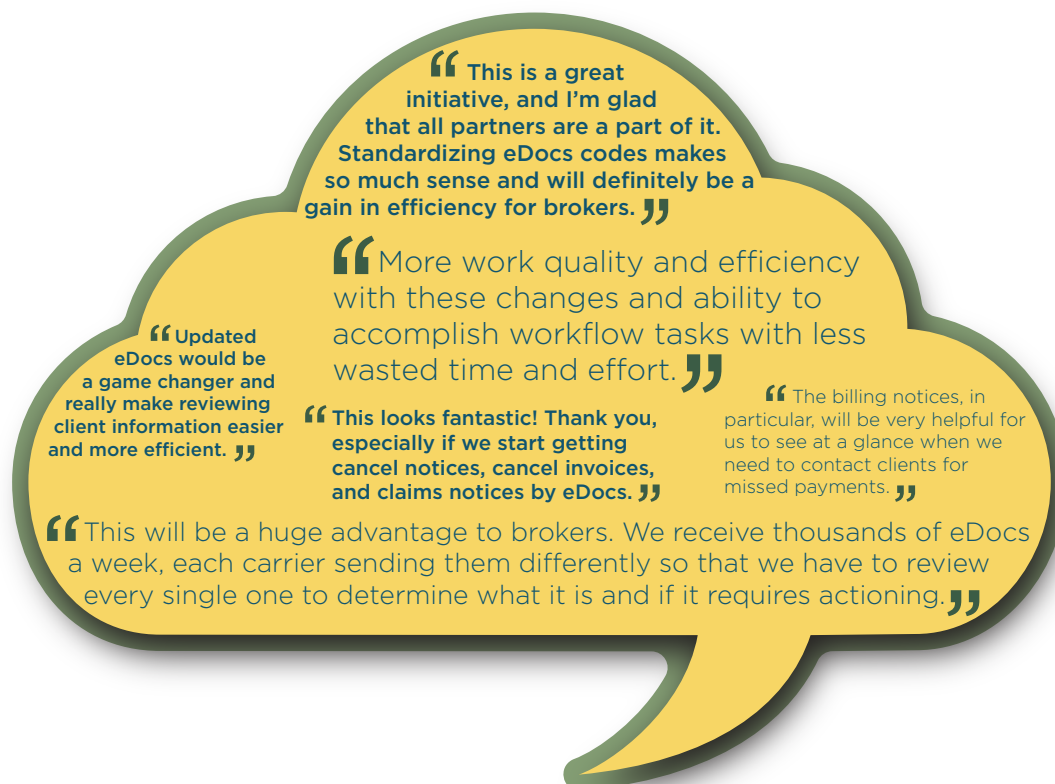 “ This is a great
initiative, and I’m glad
that all partners are a part of it.
Standardizing eDocs codes makes
so much sense and will definitely be a
gain in efficiency for brokers. ”
“ More work quality and efficiency
with these changes and ability to
accomplish workflow tasks with less
wasted time and effort. ”
“ Updated
eDocs would be
a game changer and
really make reviewing
client information easier
and more efficient. ”
“ This looks fantastic! Thank you,
especially if we start getting
cancel notices, cancel invoices,
and claims notices by eDocs. ”
“ The billing notices, in
particular, will be very helpful for
us to see at a glance when we
need to contact clients for
missed payments. ”
“ This will be a huge advantage to brokers. We receive thousands of eDocs
a week, each carrier sending them differently so that we have to review
every single one to determine what it is and if it requires actioning. ”